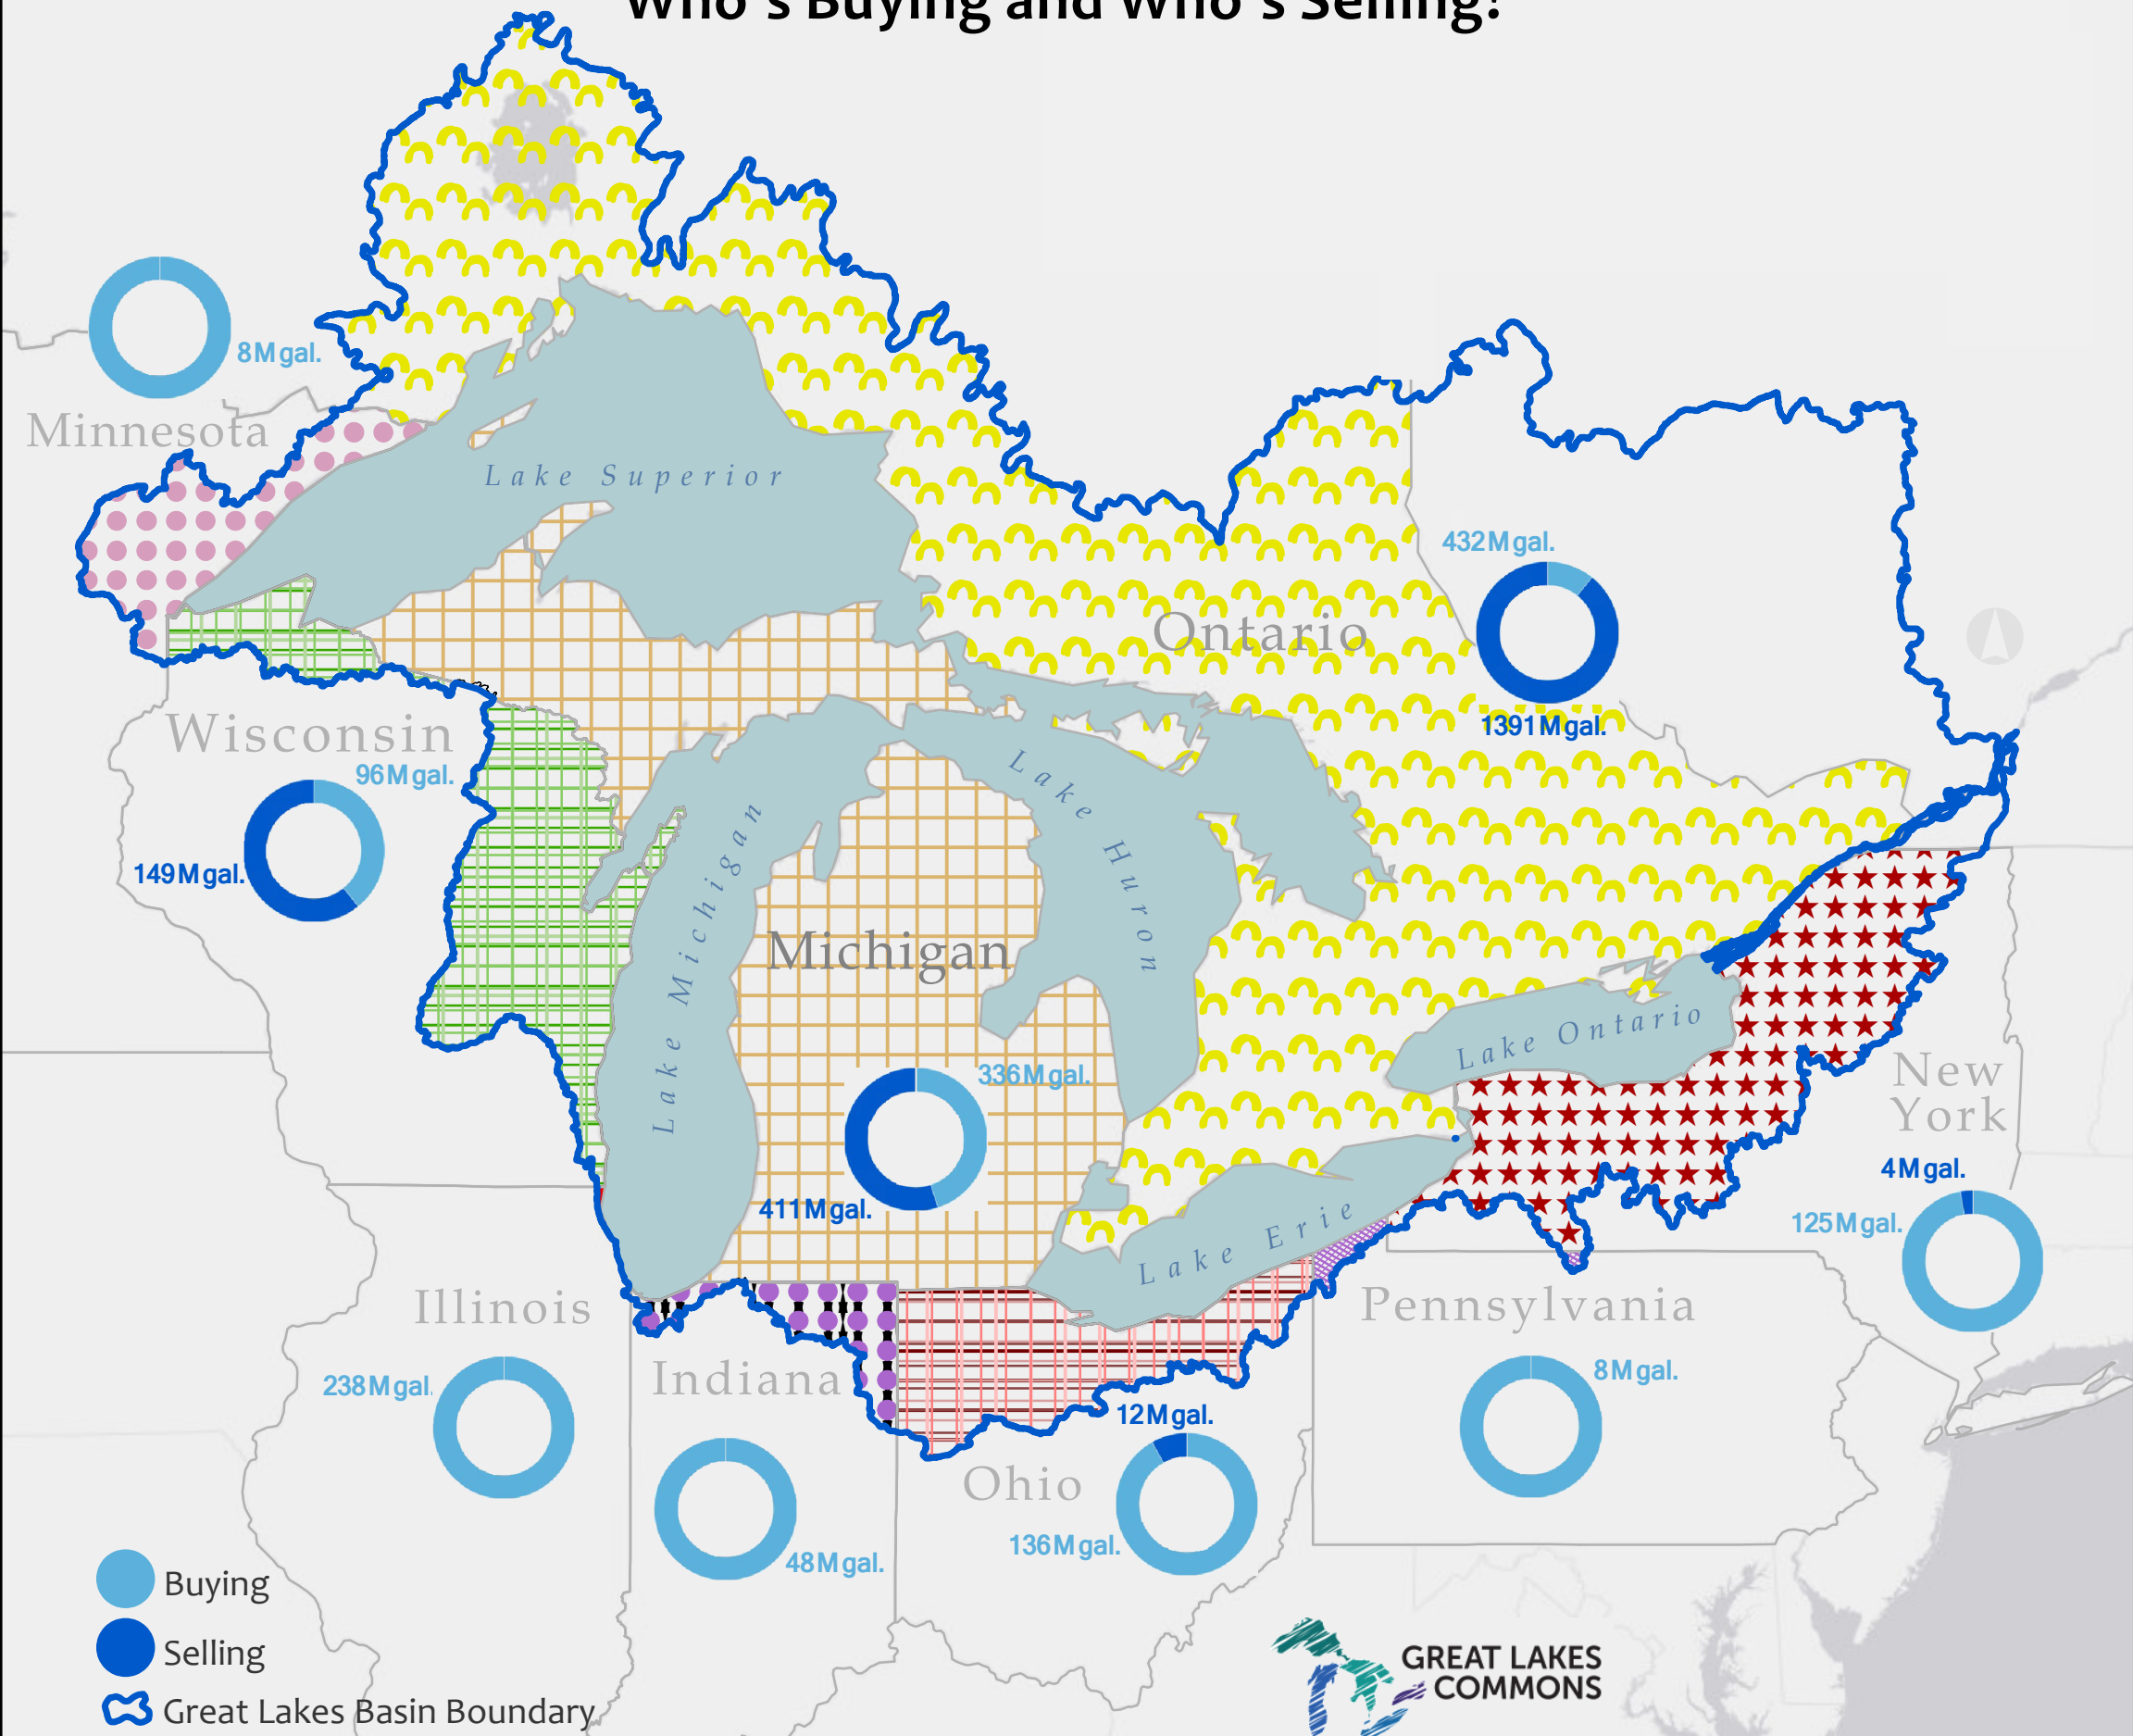 Who's Buying and Who's Selling?
8M gal.
Minnesota
Lake Superior
432M gal.
Ontario
1391M gal.
Wisconsin
96M gal.
149M gal.
Lake Michigan
Lake Huron
Michigan
336M gal.
411M gal.
Lake Ontario
Lake Erie
New
York
4M gal.
125M gal.
Illinois
238M gal.
Indiana
48M gal.
12M gal.
Ohio
136M gal.
Pennsylvania
8M gal.
Buying
Selling
Great Lakes Basin Boundary
GREAT LAKES
COMMONS